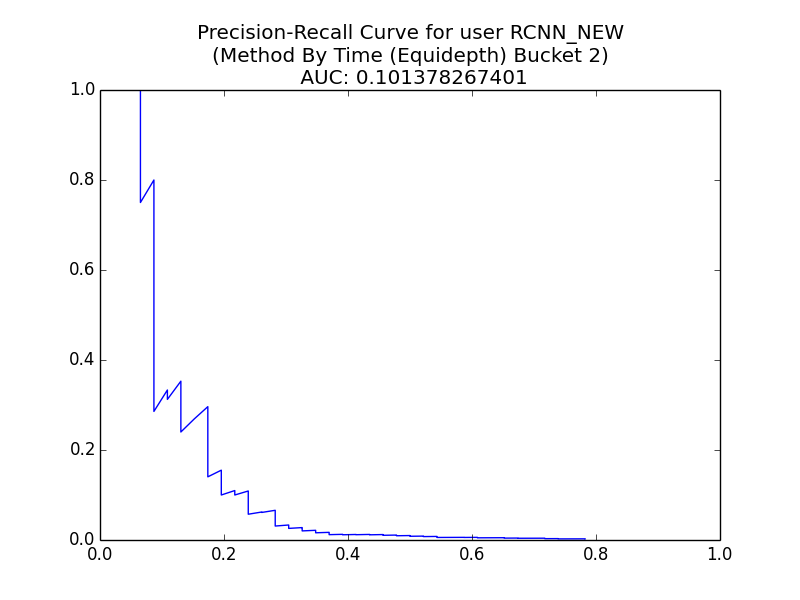 Precision-Recall Curve for user RCNN_NEW
(Method By Time (Equidepth) Bucket 2)
AUC: 0.101378267401
1.0
0.8
0.6
0.4
0.2
0.0
0.0 0.2 0.4 0.6 0.8 1.0